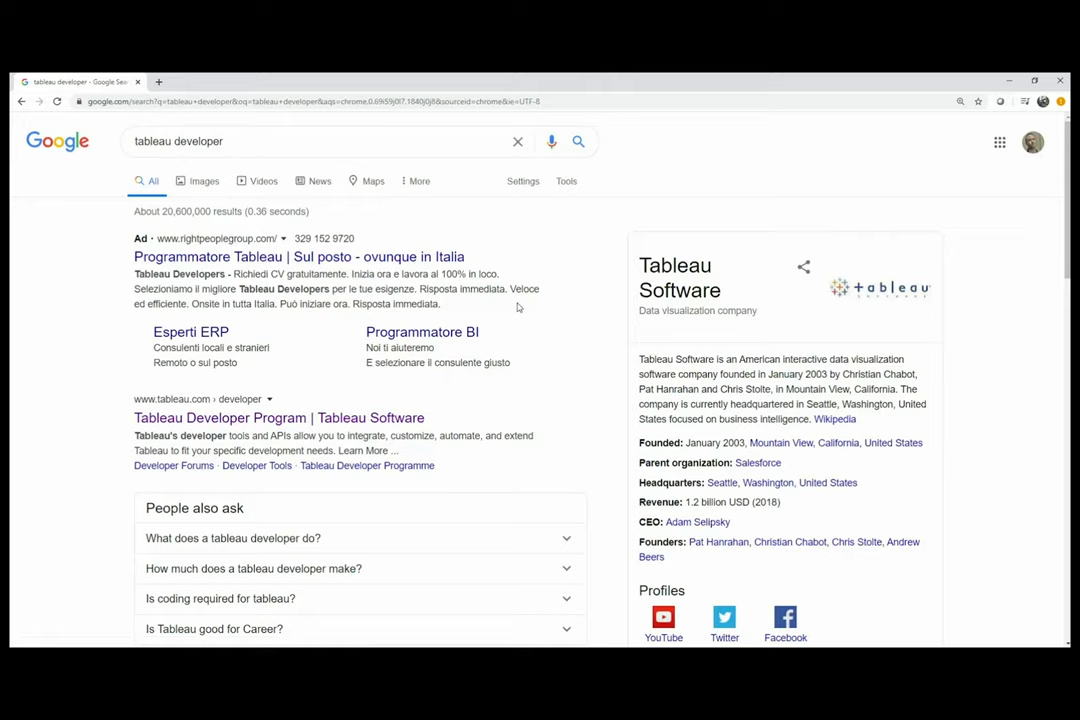 tableau developer - Google Sea
google.com/search?q=tableau+developer&oq=tableau+developer&aqs=chrome.0.69i59j0l7.1840j0j8&sourceid=chrome&ie=UTF-8
Google
tableau developer
All Images Videos News Maps More Settings Tools
About 20,600,000 results (0.36 seconds)
Ad · www.rightpeoplegroup.com/ 329 152 9720
Programmatore Tableau | Sul posto - ovunque in Italia
Tableau Developers - Richiedi CV gratuitamente. Inizia ora e lavora al 100% in loco.
Selezioniamo il migliore Tableau Developers per le tue esigenze. Risposta immediata. Veloce
ed efficiente. Onsite in tutta Italia. Può iniziare ora. Risposta immediata.
Esperti ERP
Consulenti locali e stranieri
Remoto o sul posto
Programmatore BI
Noi ti aiuteremo
E selezionare il consulente giusto
www.tableau.com › developer
Tableau Developer Program | Tableau Software
Tableau's developer tools and APIs allow you to integrate, customize, automate, and extend
Tableau to fit your specific development needs. Learn More ...
Developer Forums · Developer Tools · Tableau Developer Programme
People also ask
What does a tableau developer do?
How much does a tableau developer make?
Is coding required for tableau?
Is Tableau good for Career?
Tableau
Software
Data visualization company
+tableau
Tableau Software is an American interactive data visualization
software company founded in January 2003 by Christian Chabot,
Pat Hanrahan and Chris Stolte, in Mountain View, California. The
company is currently headquartered in Seattle, Washington, United
States focused on business intelligence. Wikipedia
Founded: January 2003, Mountain View, California, United States
Parent organization: Salesforce
Headquarters: Seattle, Washington, United States
Revenue: 1.2 billion USD (2018)
CEO: Adam Selipsky
Founders: Pat Hanrahan, Christian Chabot, Chris Stolte, Andrew
Beers
Profiles
YouTube Twitter Facebook